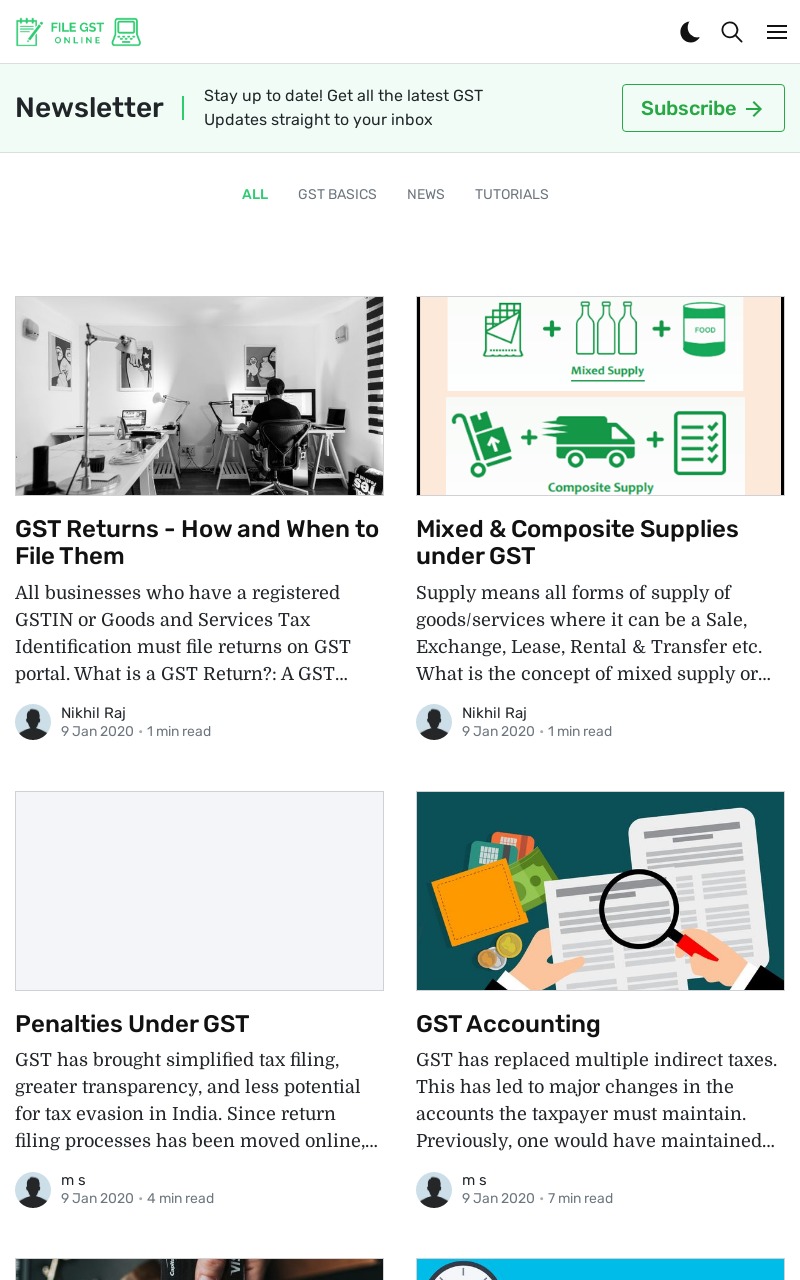 FILE GST
ONLINE
Newsletter
Stay up to date! Get all the latest GST
Updates straight to your inbox
Subscribe →
ALL
GST BASICS
NEWS
TUTORIALS
FOOD
Mixed Supply
Composite Supply
GST Returns - How and When to
File Them
All businesses who have a registered
GSTIN or Goods and Services Tax
Identification must file returns on GST
portal. What is a GST Return?: A GST...
Nikhil Raj
9 Jan 2020 • 1 min read
Mixed & Composite Supplies
under GST
Supply means all forms of supply of
goods/services where it can be a Sale,
Exchange, Lease, Rental & Transfer etc.
What is the concept of mixed supply or...
Nikhil Raj
9 Jan 2020 • 1 min read
Penalties Under GST
GST has brought simplified tax filing,
greater transparency, and less potential
for tax evasion in India. Since return
filing processes has been moved online,...
m s
9 Jan 2020 • 4 min read
GST Accounting
GST has replaced multiple indirect taxes.
This has led to major changes in the
accounts the taxpayer must maintain.
Previously, one would have maintained...
m s
9 Jan 2020 • 7 min read